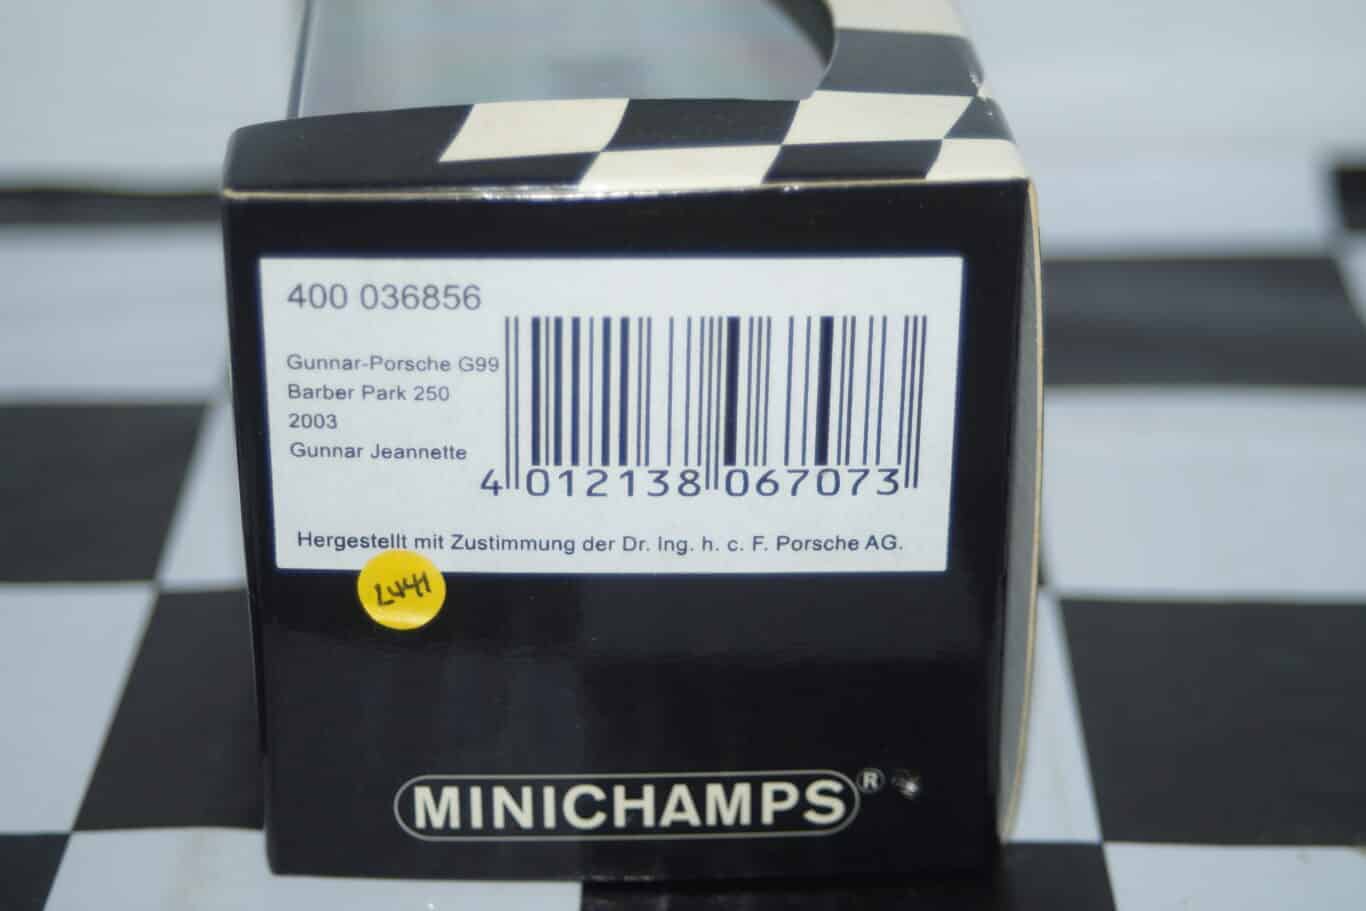 400 036856
Gunnar-Porsche G99
Barber Park 250
2003
Gunnar Jeannette
4 012138 067073
Hergestellt mit Zustimmung der Dr. Ing. h. c. F. Porsche AG.
L441
MINICHAMPS®